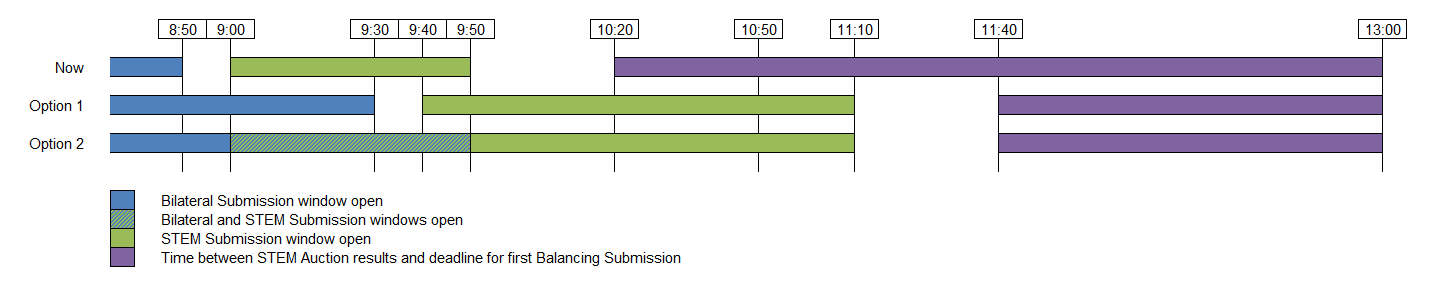 8:50 9:00 9:30 9:40 9:50 10:20 10:50 11:10 11:40 13:00
Now
Option 1
Option 2
Bilateral Submission window open
Bilateral and STEM Submission windows open
STEM Submission window open
Time between STEM Auction results and deadline for first Balancing Submission